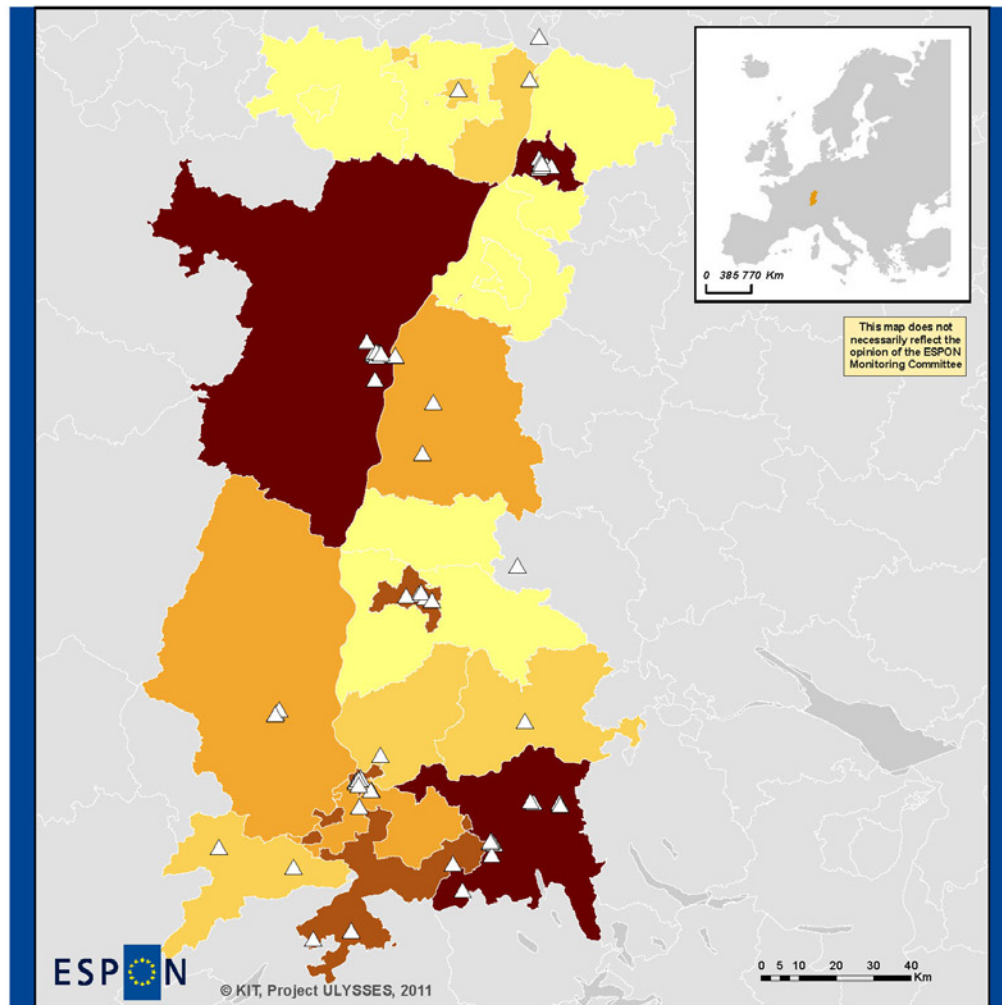 0 385 770 Km
This map does not
necessarily reflect the
opinion of the ESPON
Monitoring Committee
ESPON
© KIT, Project ULYSSES, 2011
0 5 10 20 30 40
Km